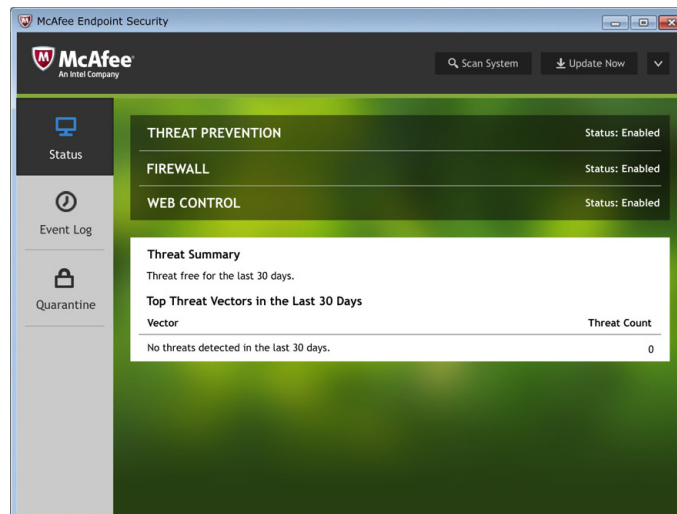 McAfee Endpoint Security
McAfee
An Intel Company
Scan System
Update Now
Status
Event Log
Quarantine
THREAT PREVENTION Status: Enabled
FIREWALL Status: Enabled
WEB CONTROL Status: Enabled
Threat Summary
Threat free for the last 30 days.
Top Threat Vectors in the Last 30 Days
Vector Threat Count
No threats detected in the last 30 days. 0